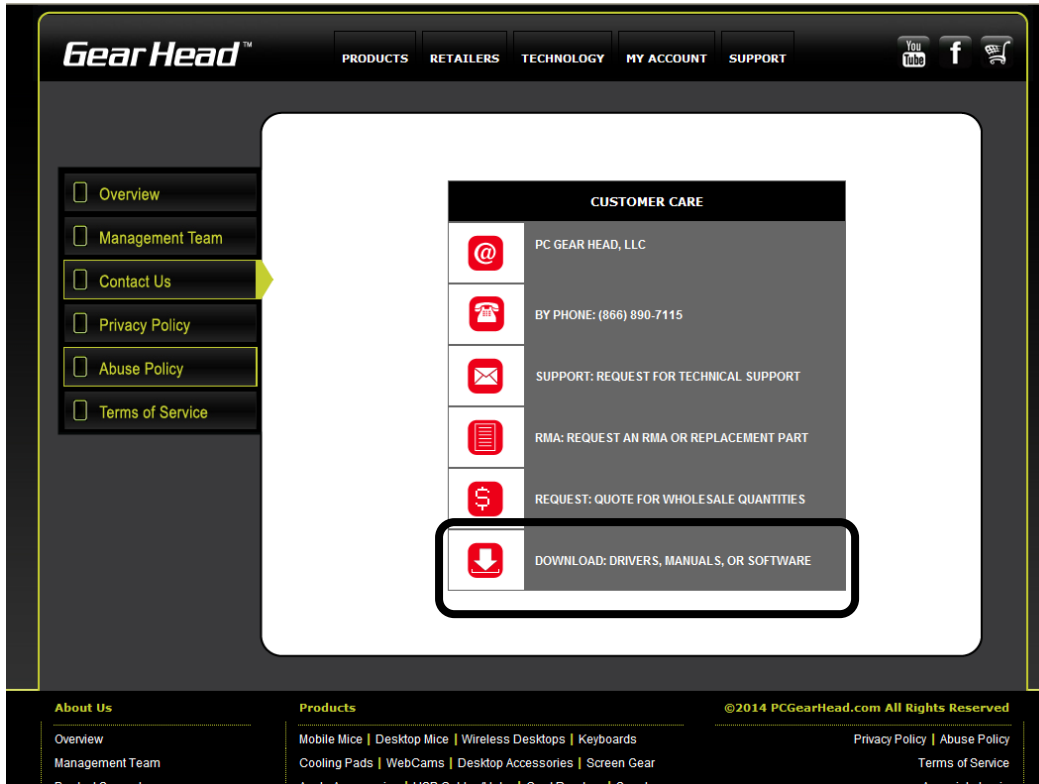 Gear Head™
PRODUCTS RETAILERS TECHNOLOGY MY ACCOUNT SUPPORT
You
Tube
f
Overview
Management Team
Contact Us
Privacy Policy
Abuse Policy
Terms of Service
CUSTOMER CARE
@ PC GEAR HEAD, LLC
BY PHONE: (866) 890-7115
SUPPORT: REQUEST FOR TECHNICAL SUPPORT
RMA: REQUEST AN RMA OR REPLACEMENT PART
$ REQUEST: QUOTE FOR WHOLESALE QUANTITIES
DOWNLOAD: DRIVERS, MANUALS, OR SOFTWARE
About Us
Overview
Management Team
Products
Mobile Mice | Desktop Mice | Wireless Desktops | Keyboards
Cooling Pads | WebCams | Desktop Accessories | Screen Gear
©2014 PCGearHead.com All Rights Reserved
Privacy Policy | Abuse Policy
Terms of Service